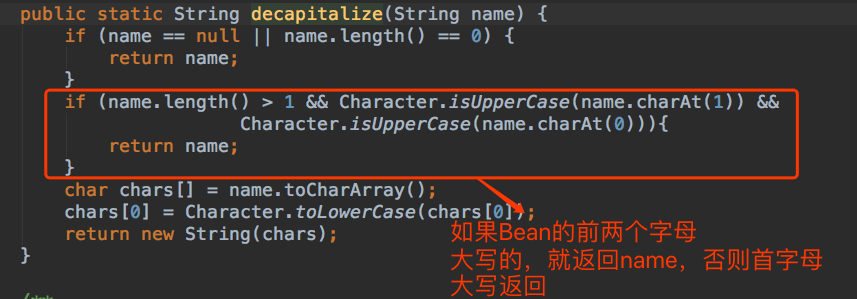 public static String decapitalize(String name) {
if (name == null || name.length() == 0) {
return name;
}
if (name.length() > 1 && Character.isUpperCase(name.charAt(1)) &&
Character.isUpperCase(name.charAt(0))){
return name;
}
char chars[] = name.toCharArray();
chars[0] = Character.toLowerCase(chars[0]);
return new String(chars);
}
如果Bean的前两个字母
大写的，就返回name，否则首字母
大写返回